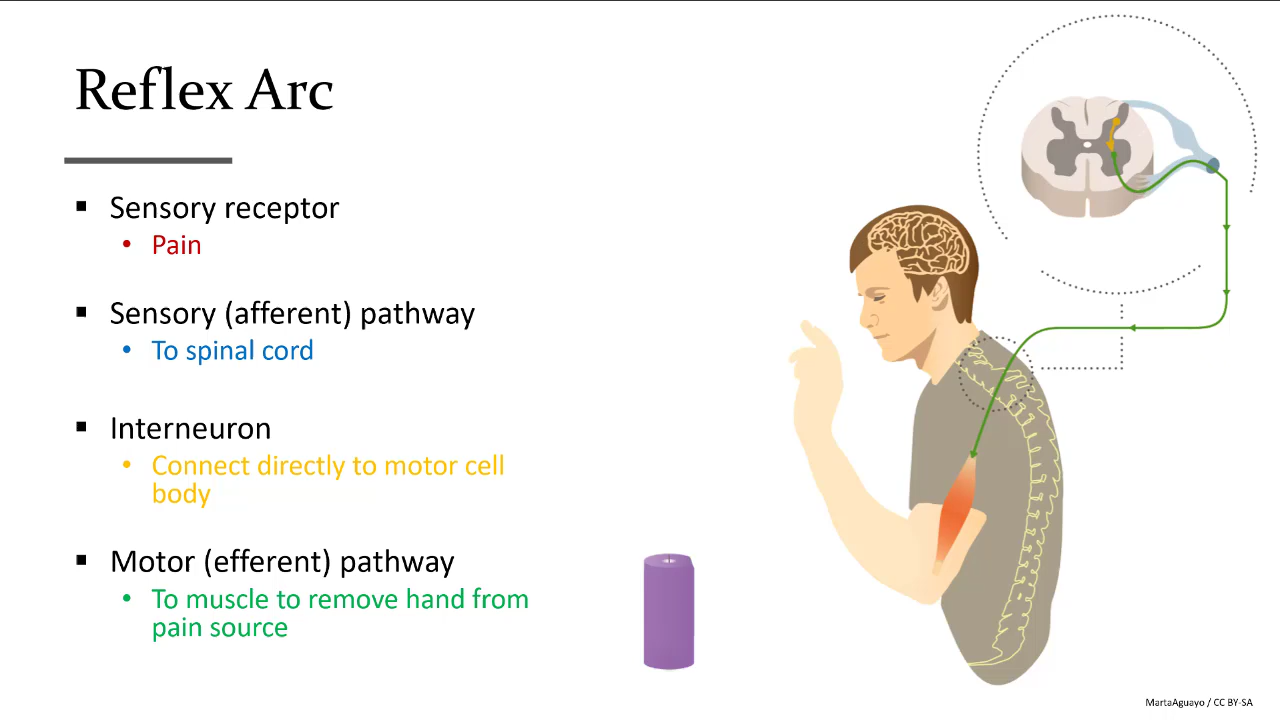 Reflex Arc
▪ Sensory receptor
• Pain
▪ Sensory (afferent) pathway
• To spinal cord
▪ Interneuron
• Connect directly to motor cell
body
▪ Motor (efferent) pathway
• To muscle to remove hand from
pain source
MartaAguayo / CC BY-SA